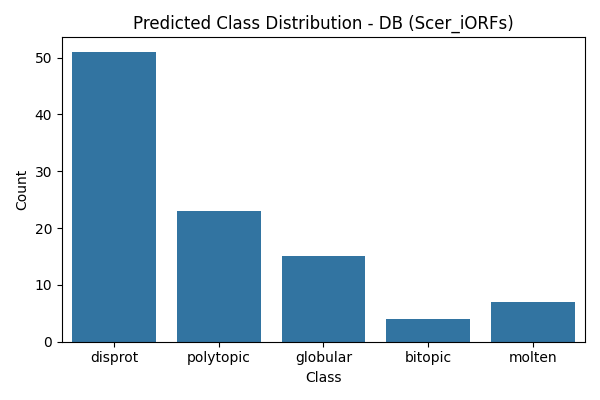 Predicted Class Distribution - DB (Scer_iORFs)
Count
50
40
30
20
10
0
disprot polytopic globular bitopic molten
Class